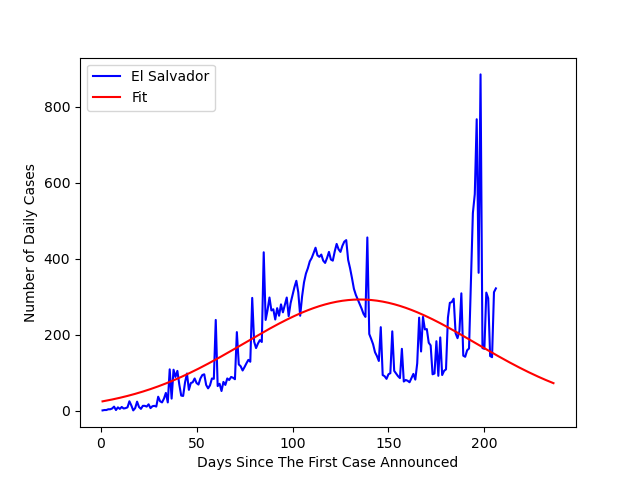 El Salvador
Fit
800
600
400
200
0
Number of Daily Cases
0 50 100 150 200
Days Since The First Case Announced